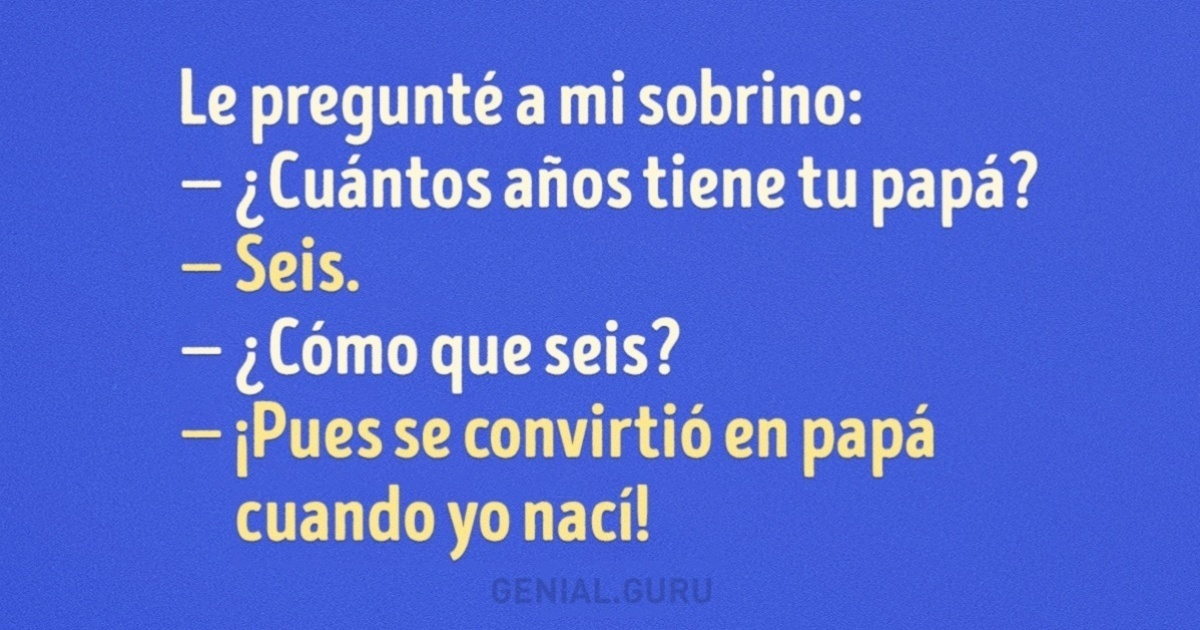 Le pregunté a mi sobrino:
– ¿Cuántos años tiene tu papá?
– Seis.
– ¿Cómo que seis?
– ¡Pues se convirtió en papá
cuando yo nací!
GENIAL.GURU